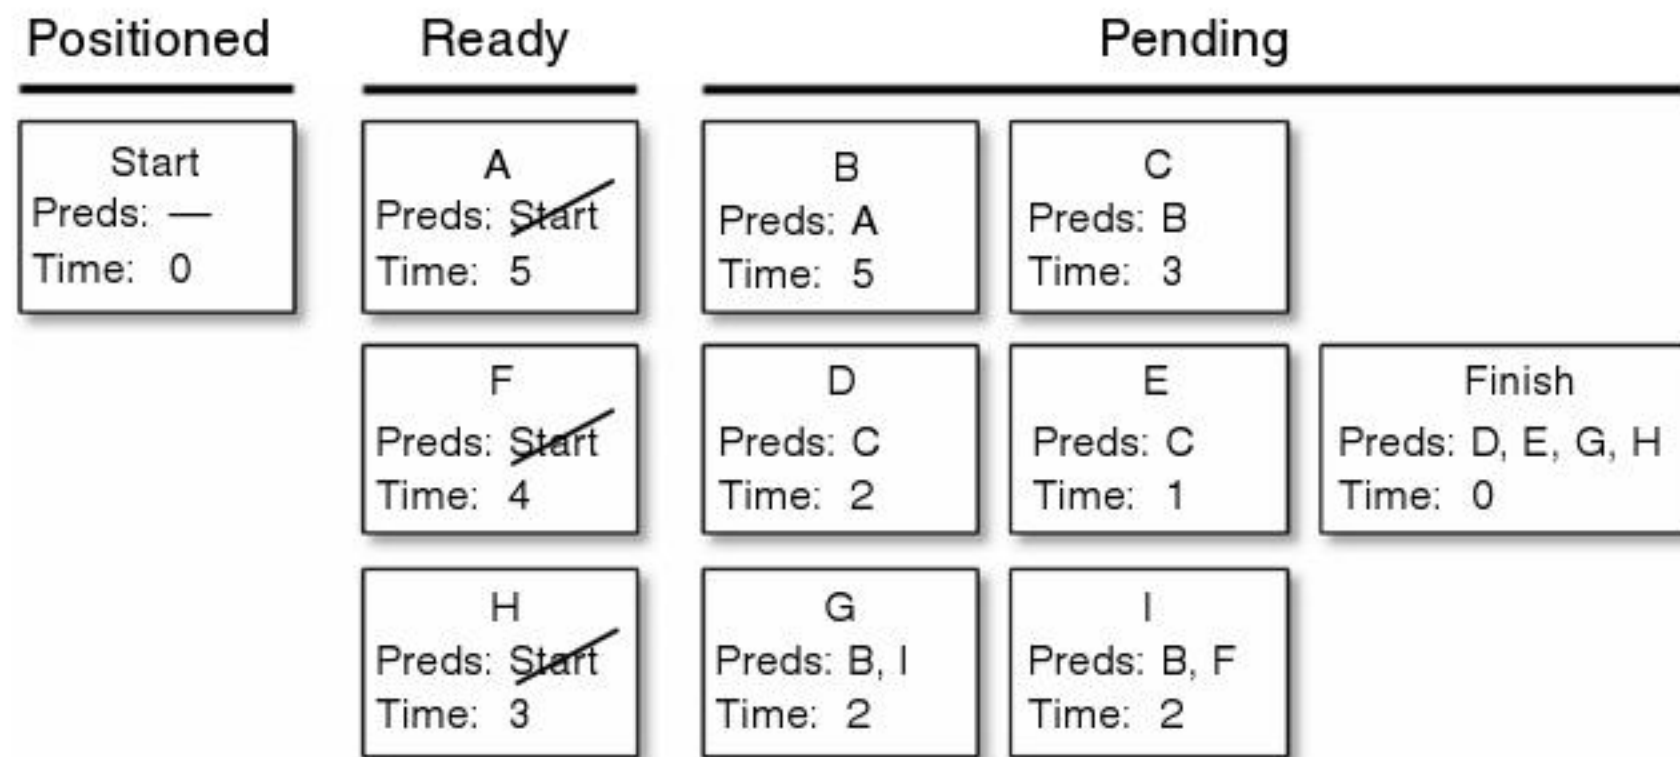 Positioned
Ready
Pending
Start
Preds: —
Time: 0
A
Preds: Start
Time: 5
B
Preds: A
Time: 5
C
Preds: B
Time: 3
F
Preds: Start
Time: 4
D
Preds: C
Time: 2
E
Preds: C
Time: 1
Finish
Preds: D, E, G, H
Time: 0
H
Preds: Start
Time: 3
G
Preds: B, I
Time: 2
I
Preds: B, F
Time: 2